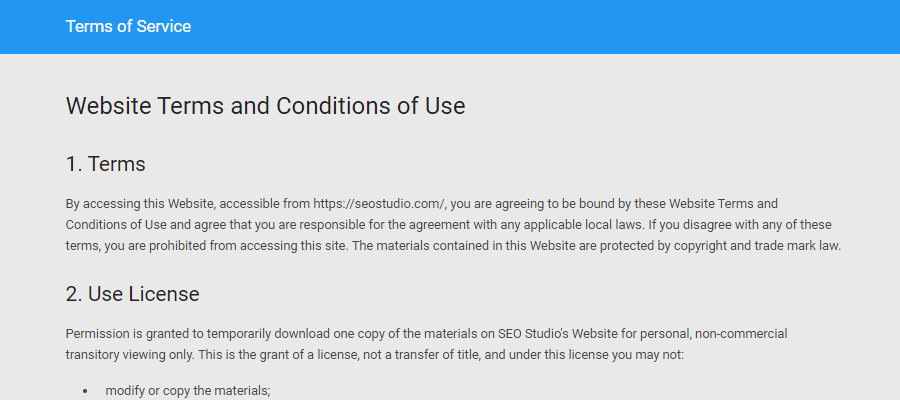 Terms of Service
Website Terms and Conditions of Use
1. Terms
By accessing this Website, accessible from https://seostudio.com/, you are agreeing to be bound by these Website Terms and
Conditions of Use and agree that you are responsible for the agreement with any applicable local laws. If you disagree with any of these
terms, you are prohibited from accessing this site. The materials contained in this Website are protected by copyright and trade mark law.
2. Use License
Permission is granted to temporarily download one copy of the materials on SEO Studio's Website for personal, non-commercial
transitory viewing only. This is the grant of a license, not a transfer of title, and under this license you may not:
• modify or copy the materials;